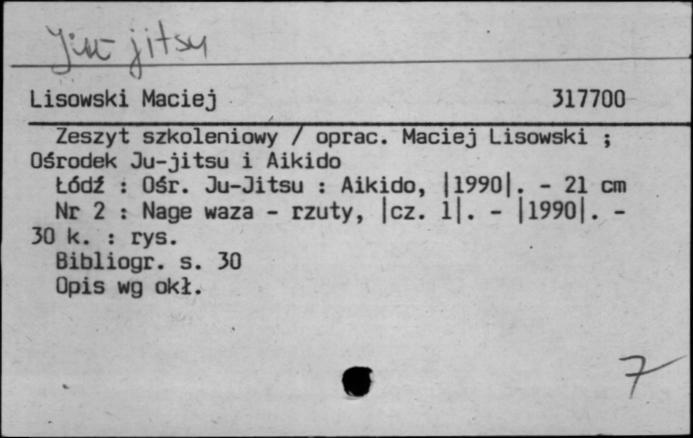 Jiu jitsu
Lisowski Maciej 317700
Zeszyt szkoleniowy / oprac. Maciej Lisowski ;
Ośrodek Ju-jitsu i Aikido
Łódź : Ośr. Ju-Jitsu : Aikido, |1990|. - 21 cm
Nr 2 : Nage waza - rzuty, |cz. 1|. - |1990|. -
30 k. : rys.
Bibliogr. s. 30
Opis wg okł.
7